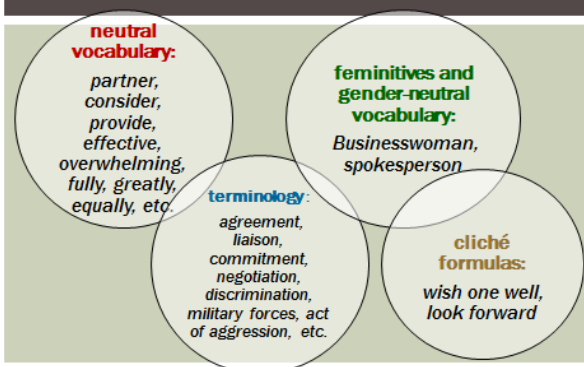 neutral
vocabulary:
partner,
consider,
provide,
effective,
overwhelming,
fully, greatly,
equally, etc.
feminitives and
gender-neutral
vocabulary:
Businesswoman,
spokesperson
terminology:
agreement,
liaison,
commitment,
negotiation,
discrimination,
military forces, act
of aggression, etc.
cliché
formulas:
wish one well,
look forward